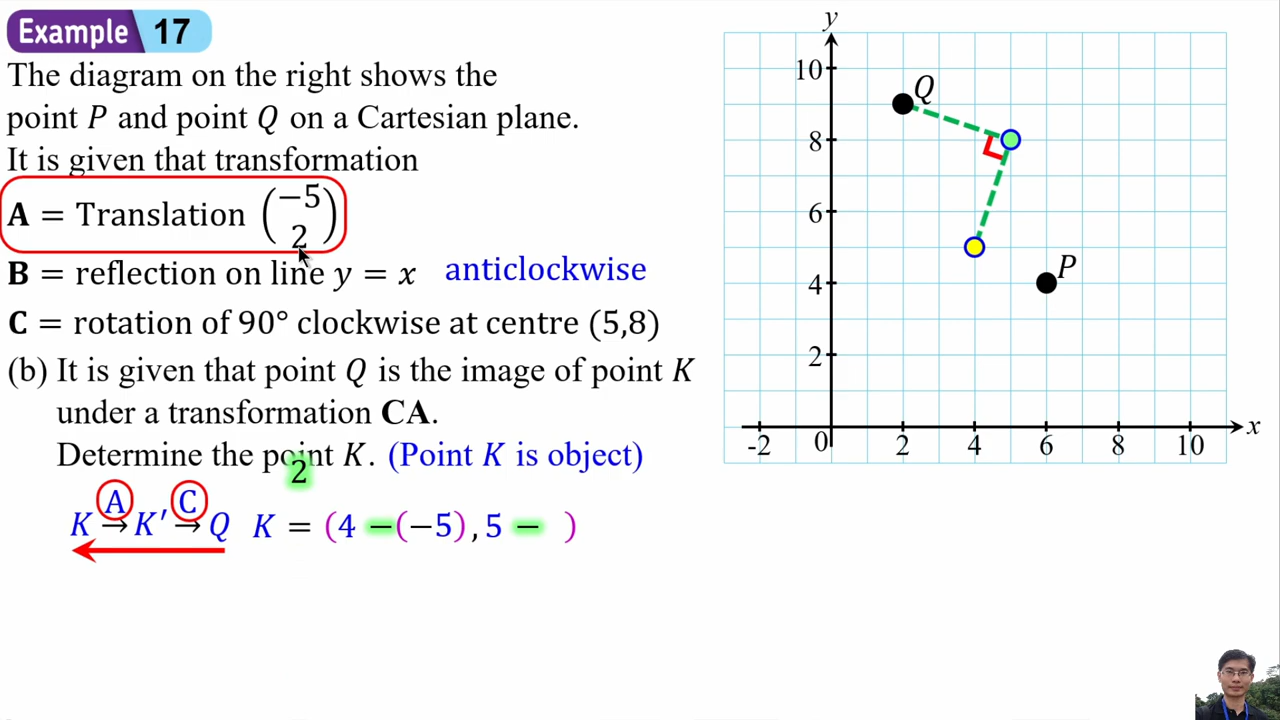 Example 17
The diagram on the right shows the
point P and point Q on a Cartesian plane.
It is given that transformation
A = Translation (−5 2)
B = reflection on line y = x anticlockwise
C = rotation of 90° clockwise at centre (5,8)
(b) It is given that point Q is the image of point K
under a transformation CA.
Determine the point K. (Point K is object)
2
A C
K → K′ → Q K = (4 −(−5), 5 − )
y
10
8
6
4
2
-2 0 2 4 6 8 10 x
Q
P